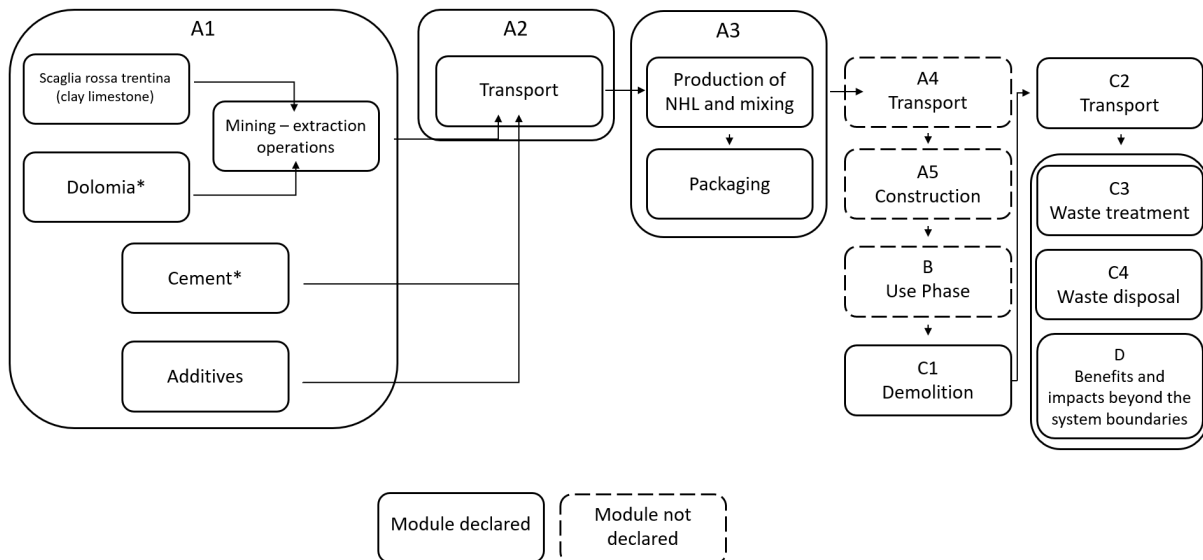 A1
Scaglia rossa trentina
(clay limestone)
Mining – extraction
operations
Dolomia*
Cement*
Additives
A2
Transport
A3
Production of
NHL and mixing
Packaging
A4
Transport
A5
Construction
B
Use Phase
C1
Demolition
C2
Transport
C3
Waste treatment
C4
Waste disposal
D
Benefits and
impacts beyond the
system boundaries
Module declared
Module not
declared